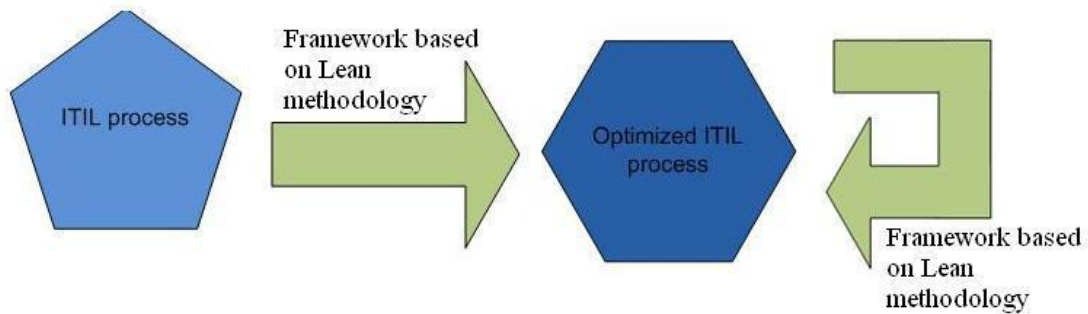 ITIL process
Framework based
on Lean
methodology
Optimized ITIL
process
Framework based
on Lean
methodology